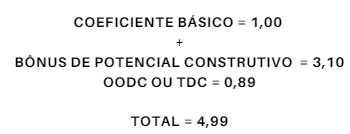 COEFICIENTE BÁSICO = 1,00
+
BÔNUS DE POTENCIAL CONSTRUTIVO = 3,10
OODC OU TDC = 0,89
TOTAL = 4,99